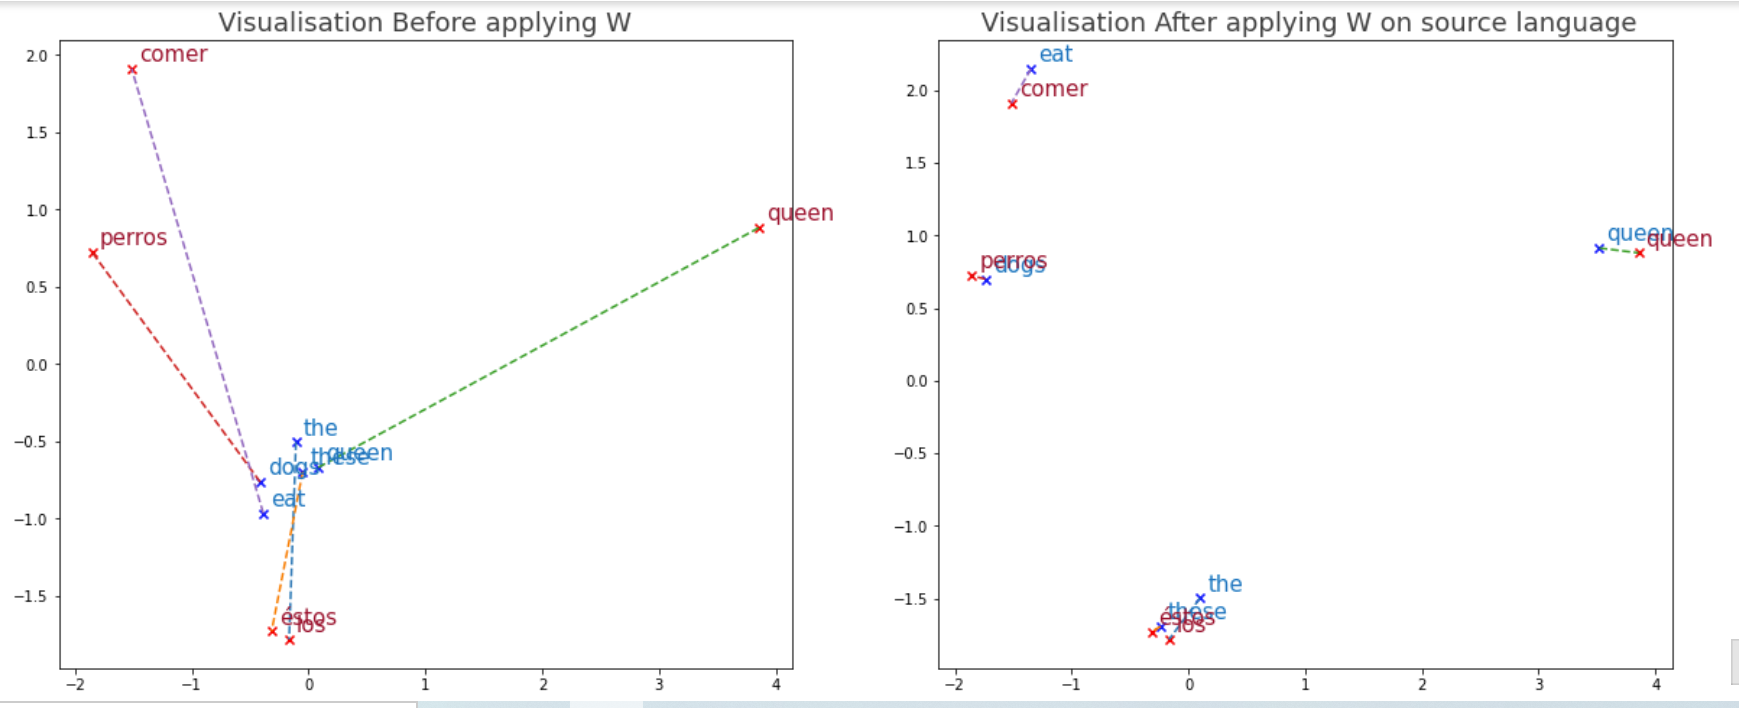 Visualisation Before applying W
2.0
comer
1.5
1.0
queen
perros
0.5
0.0
the
−0.5
these
queen
dogs
eat
−1.0
−1.5
éstos
los
−2
−1
0
1
2
3
4
Visualisation After applying W on source language
eat
2.0
comer
1.5
1.0
queen
queen
perros
dogs
0.5
0.0
−0.5
−1.0
the
−1.5
these
éstos
los
−2
−1
0
1
2
3
4